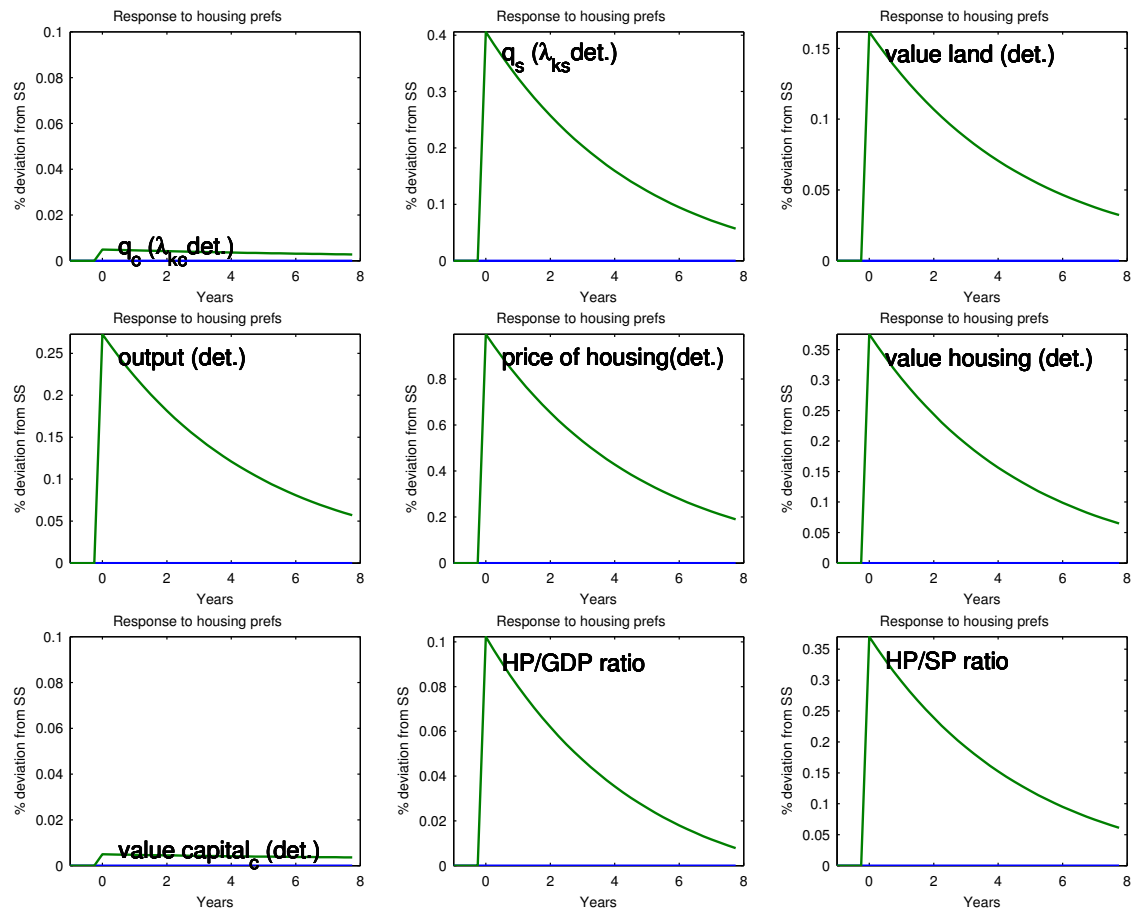 Response to housing prefs
0.1
0.08
0.06
0.04
0.02
0
% deviation from SS
q_c (λ_kc det.)
0 2 4 6 8
Years
Response to housing prefs
0.4
0.3
0.2
0.1
0
% deviation from SS
q_s (λ_ks det.)
0 2 4 6 8
Years
Response to housing prefs
0.15
0.1
0.05
0
% deviation from SS
value land (det.)
0 2 4 6 8
Years
Response to housing prefs
0.25
0.2
0.15
0.1
0.05
0
% deviation from SS
output (det.)
0 2 4 6 8
Years
Response to housing prefs
0.8
0.6
0.4
0.2
0
% deviation from SS
price of housing(det.)
0 2 4 6 8
Years
Response to housing prefs
0.35
0.3
0.25
0.2
0.15
0.1
0.05
0
% deviation from SS
value housing (det.)
0 2 4 6 8
Years
Response to housing prefs
0.1
0.08
0.06
0.04
0.02
0
% deviation from SS
value capital_c (det.)
0 2 4 6 8
Years
Response to housing prefs
0.1
0.08
0.06
0.04
0.02
0
% deviation from SS
HP/GDP ratio
0 2 4 6 8
Years
Response to housing prefs
0.35
0.3
0.25
0.2
0.15
0.1
0.05
0
% deviation from SS
HP/SP ratio
0 2 4 6 8
Years